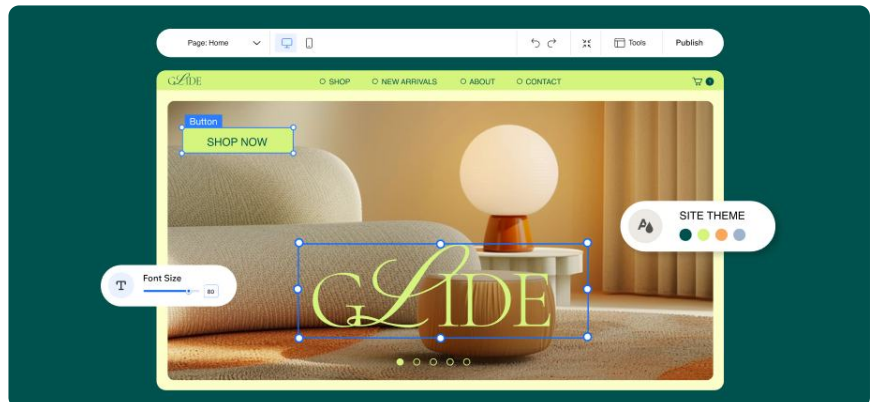 Page: Home
Tools
Publish
GLIDE
SHOP
NEW ARRIVALS
ABOUT
CONTACT
1
Button
SHOP NOW
A
SITE THEME
T
Font Size
80
GLIDE